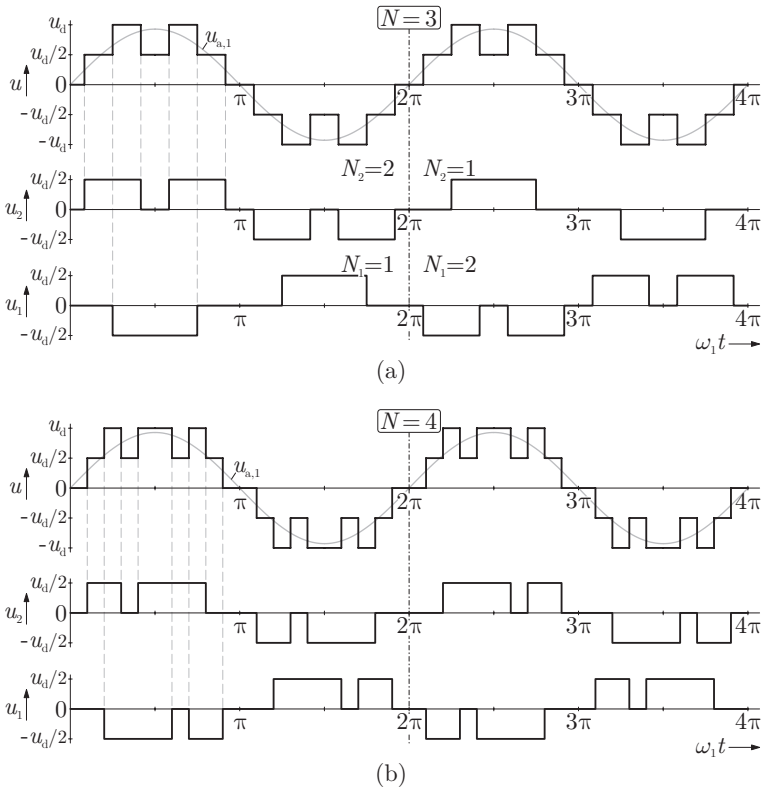 N = 3
u_d
u_{a,1}
u_d/2
u
0
π
2π
3π
4π
-u_d/2
-u_d
N_2=2
N_2=1
u_d/2
u_2
0
π
2π
3π
4π
-u_d/2
N_1=1
N_1=2
u_d/2
u_1
0
π
2π
3π
4π
-u_d/2
ω_1t
(a)
N = 4
u_d
u_d/2
u_{a,1}
u
0
π
2π
3π
4π
-u_d/2
-u_d
u_d/2
u_2
0
π
2π
3π
4π
-u_d/2
u_d/2
u_1
0
π
2π
3π
4π
-u_d/2
ω_1t
(b)